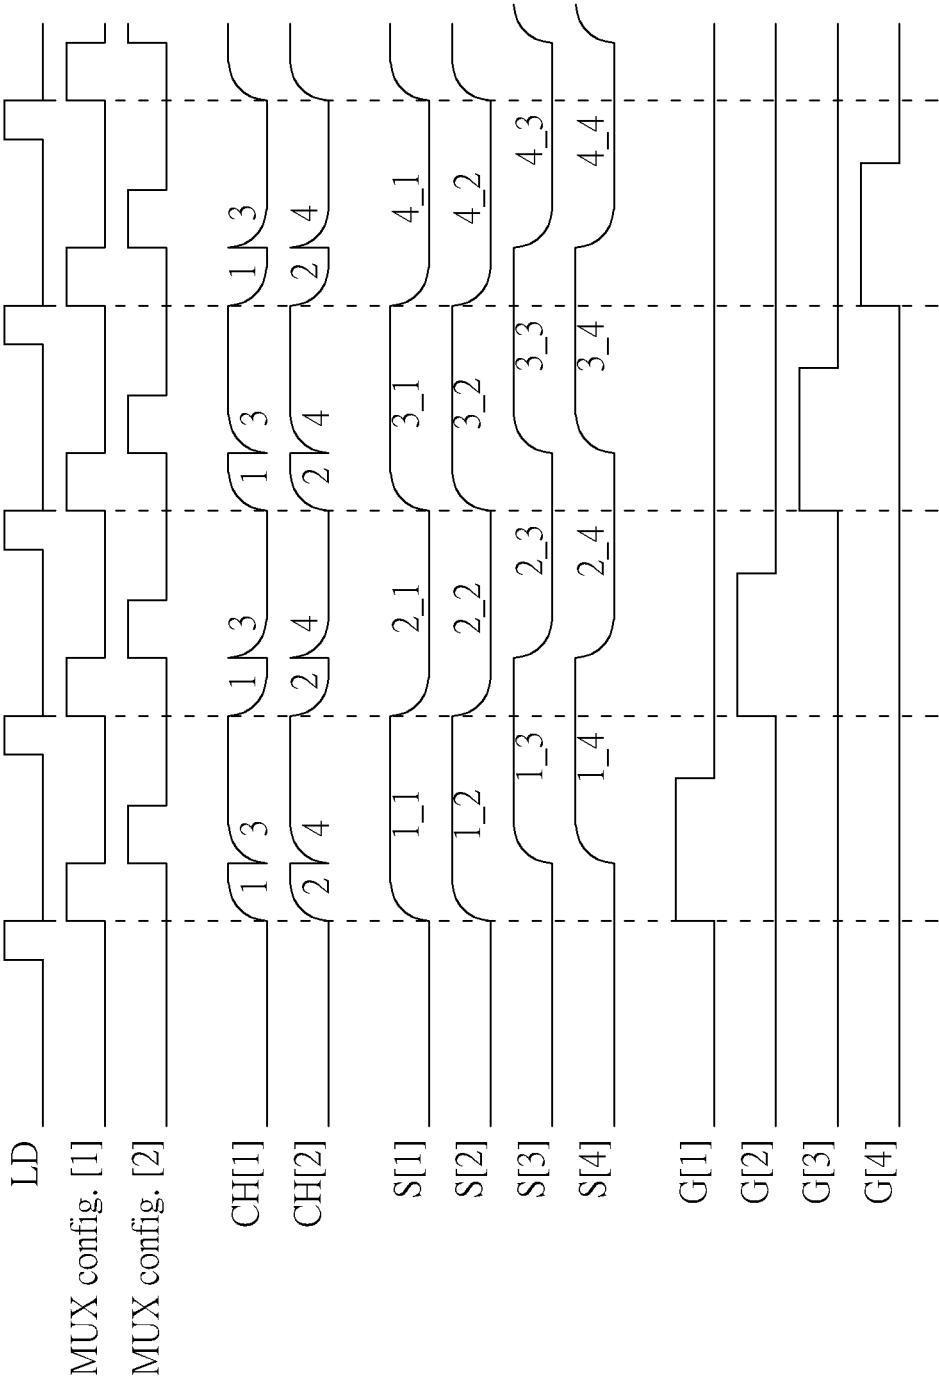 LD
MUX config. [1]
MUX config. [2]
CH[1] 1 3 1 3 1 3 1 3
CH[2] 2 4 2 4 2 4 2 4
S[1] 1_1 2_1 3_1 4_1
S[2] 1_2 2_2 3_2 4_2
S[3] 1_3 2_3 3_3 4_3
S[4] 1_4 2_4 3_4 4_4
G[1]
G[2]
G[3]
G[4]